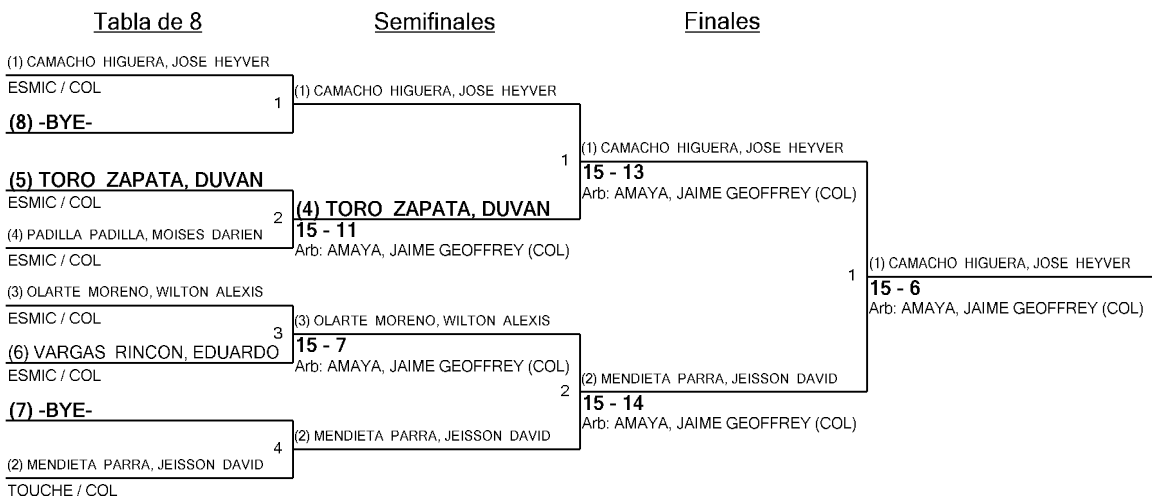 Tabla de 8
Semifinales
Finales
(1) CAMACHO HIGUERA, JOSE HEYVER
ESMIC / COL
1
(8) -BYE-
(5) TORO ZAPATA, DUVAN
ESMIC / COL
2
(4) PADILLA PADILLA, MOISES DARIEN
ESMIC / COL
(3) OLARTE MORENO, WILTON ALEXIS
ESMIC / COL
3
(6) VARGAS RINCON, EDUARDO
ESMIC / COL
(7) -BYE-
4
(2) MENDIETA PARRA, JEISSON DAVID
TOUCHE / COL
(1) CAMACHO HIGUERA, JOSE HEYVER
1
(4) TORO ZAPATA, DUVAN
15 - 11
Arb: AMAYA, JAIME GEOFFREY (COL)
(3) OLARTE MORENO, WILTON ALEXIS
15 - 7
Arb: AMAYA, JAIME GEOFFREY (COL)
2
(2) MENDIETA PARRA, JEISSON DAVID
(1) CAMACHO HIGUERA, JOSE HEYVER
15 - 13
Arb: AMAYA, JAIME GEOFFREY (COL)
1
(2) MENDIETA PARRA, JEISSON DAVID
15 - 14
Arb: AMAYA, JAIME GEOFFREY (COL)
(1) CAMACHO HIGUERA, JOSE HEYVER
15 - 6
Arb: AMAYA, JAIME GEOFFREY (COL)